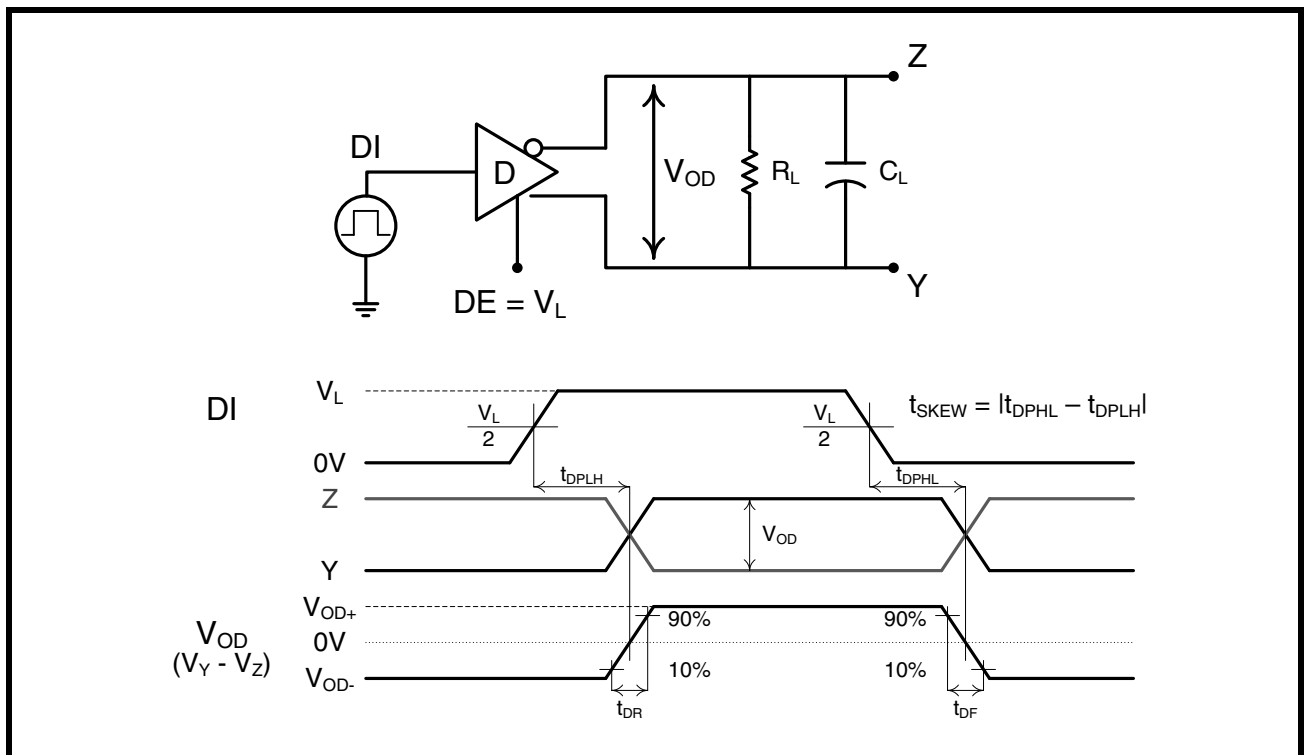 Z
DI
D
V_OD
R_L
C_L
Y
DE = V_L
DI
V_L
V_L
2
V_L
2
t_SKEW = |t_DPHL – t_DPLH|
0V
t_DPLH
t_DPHL
Z
V_OD
Y
V_OD+
90%
90%
V_OD
(V_Y - V_Z)
0V
10%
10%
V_OD-
t_DR
t_DF